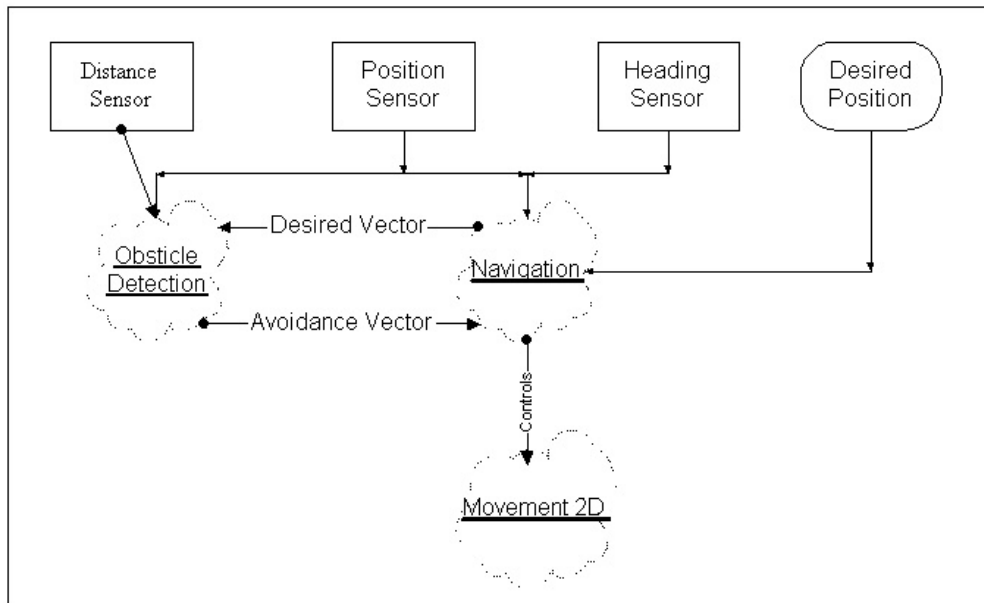 Distance
Sensor
Position
Sensor
Heading
Sensor
Desired
Position
Desired Vector
Obsticle
Detection
Navigation
Avoidance Vector
Controls
Movement 2D